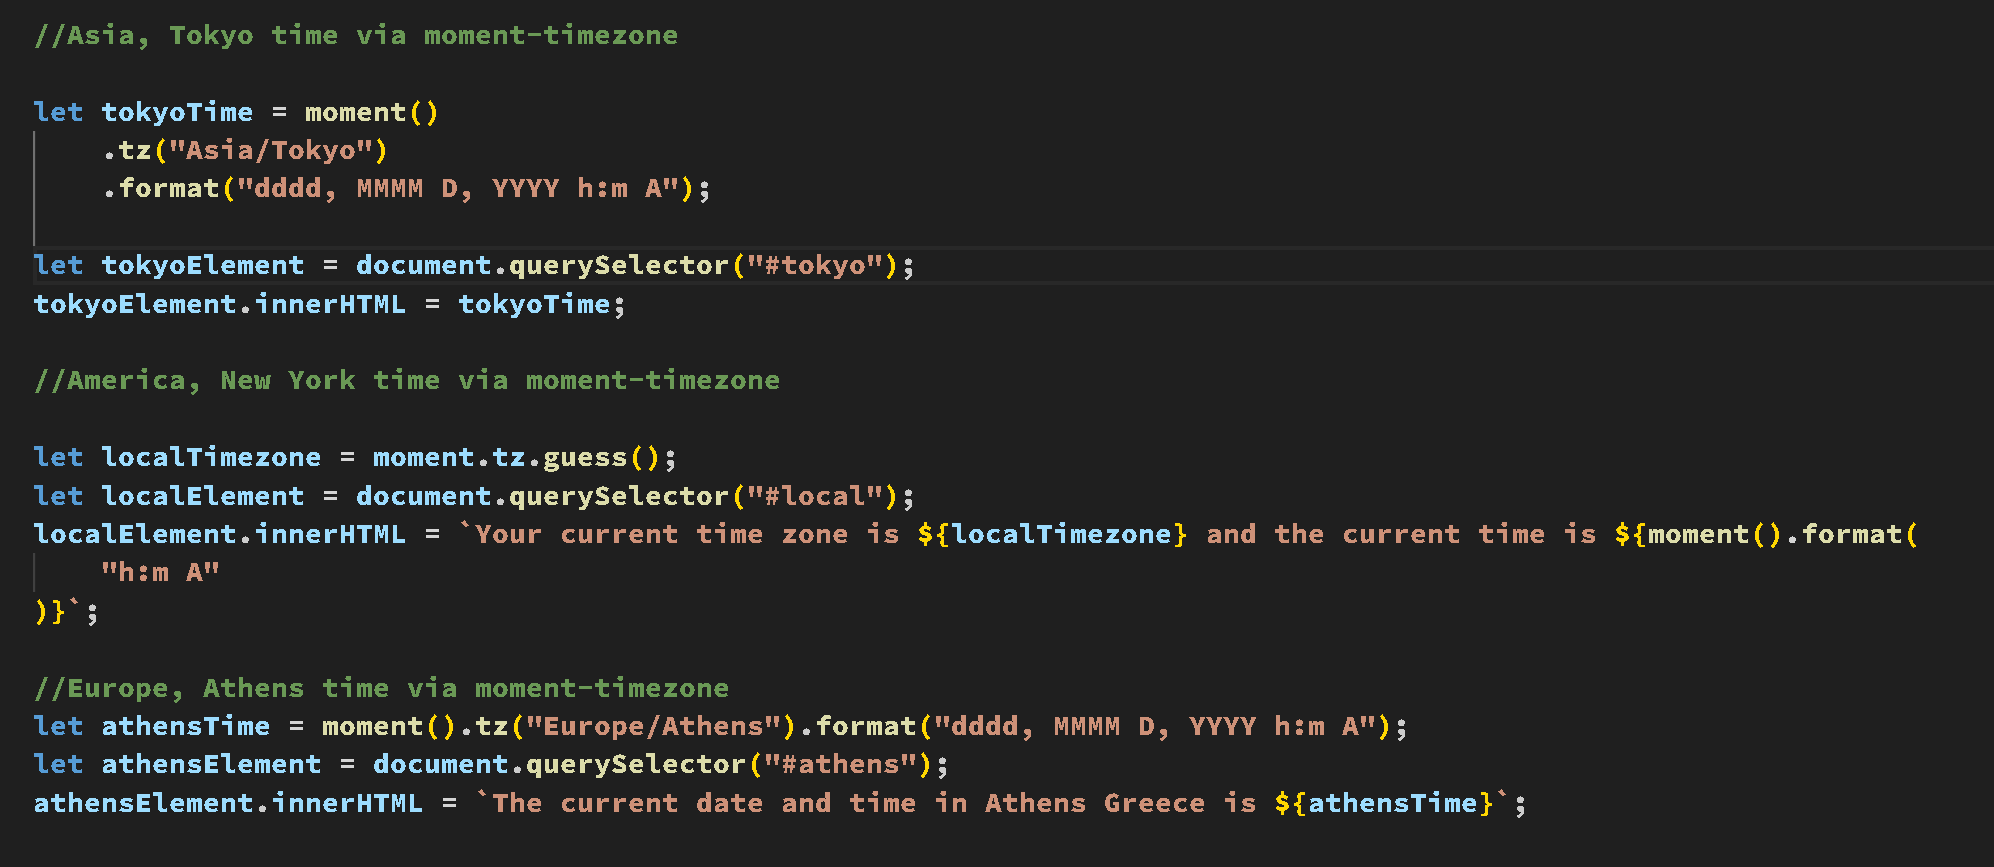 //Asia, Tokyo time via moment-timezone
let tokyoTime = moment()
.tz("Asia/Tokyo")
.format("dddd, MMMM D, YYYY h:m A");
let tokyoElement = document.querySelector("#tokyo");
tokyoElement.innerHTML = tokyoTime;
//America, New York time via moment-timezone
let localTimezone = moment.tz.guess();
let localElement = document.querySelector("#local");
localElement.innerHTML = `Your current time zone is ${localTimezone} and the current time is ${moment().format(
"h:m A"
)}`;
//Europe, Athens time via moment-timezone
let athensTime = moment().tz("Europe/Athens").format("dddd, MMMM D, YYYY h:m A");
let athensElement = document.querySelector("#athens");
athensElement.innerHTML = `The current date and time in Athens Greece is ${athensTime}`;